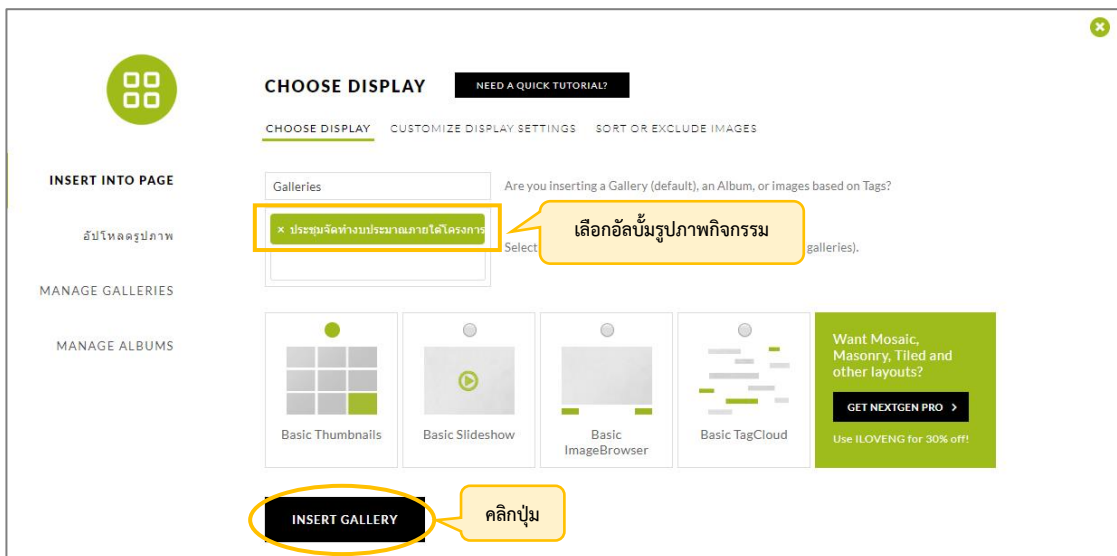 CHOOSE DISPLAY
NEED A QUICK TUTORIAL?
CHOOSE DISPLAY CUSTOMIZE DISPLAY SETTINGS SORT OR EXCLUDE IMAGES
INSERT INTO PAGE
อัปโหลดรูปภาพ
MANAGE GALLERIES
MANAGE ALBUMS
Galleries
Are you inserting a Gallery (default), an Album, or images based on Tags?
× ประชุมจัดทำงบประมาณภายใต้โครงการ
เลือกอัลบั้มรูปภาพกิจกรรม
Select
galleries).
Basic Thumbnails
Basic Slideshow
Basic
ImageBrowser
Basic TagCloud
Want Mosaic,
Masonry, Tiled and
other layouts?
GET NEXTGEN PRO >
Use ILOVENG for 30% off!
INSERT GALLERY
คลิกปุ่ม